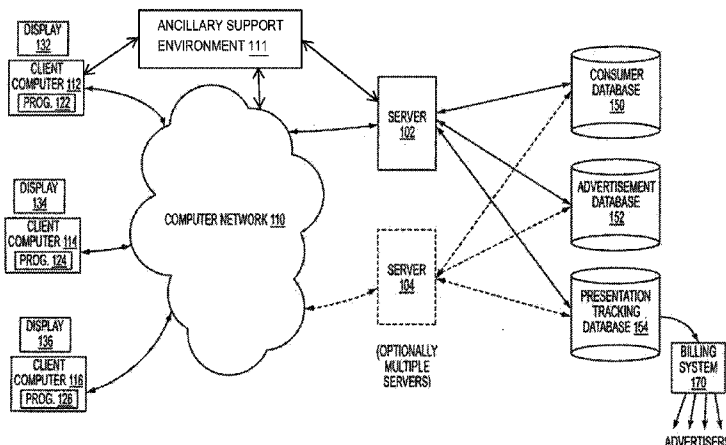 DISPLAY
132
CLIENT
COMPUTER 112
PROG. 122
ANCILLARY SUPPORT
ENVIRONMENT 111
DISPLAY
134
CLIENT
COMPUTER 114
PROG. 124
DISPLAY
136
CLIENT
COMPUTER 116
PROG. 126
COMPUTER NETWORK 110
SERVER
102
SERVER
104
(OPTIONALLY
MULTIPLE
SERVERS)
CONSUMER
DATABASE
150
ADVERTISEMENT
DATABASE
152
PRESENTATION
TRACKING
DATABASE 154
BILLING
SYSTEM
170